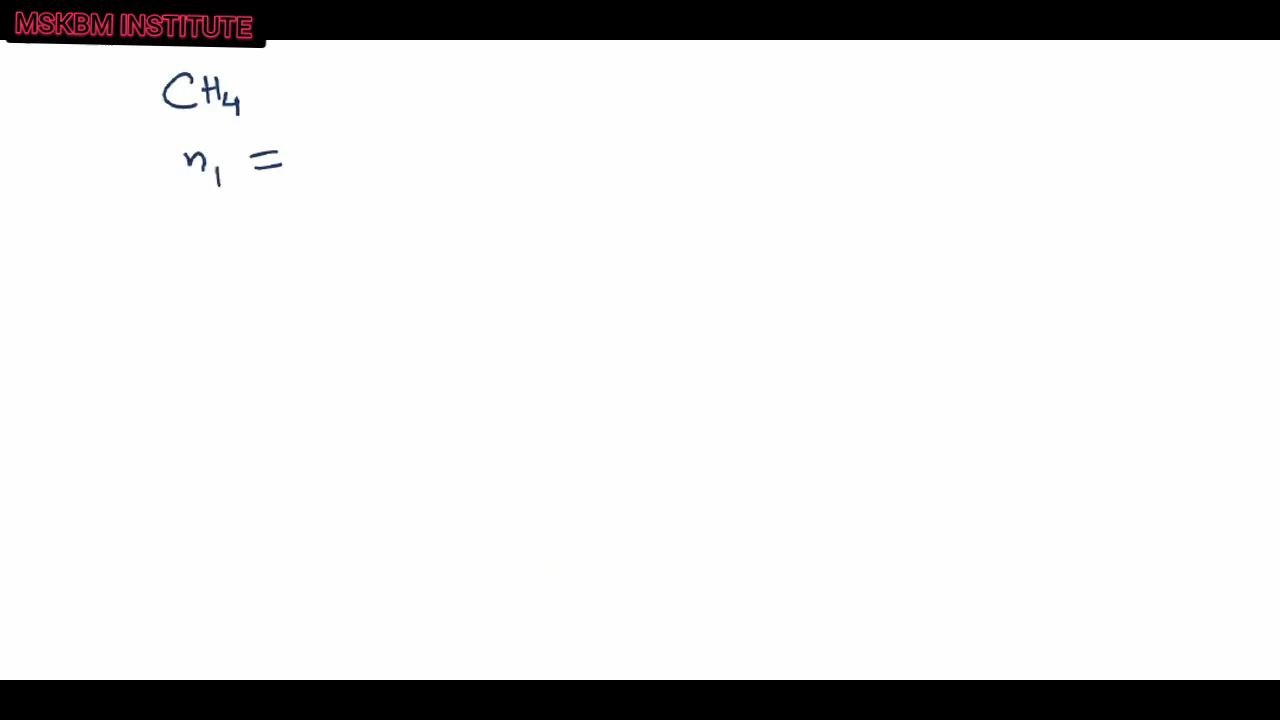 MSKBM INSTITUTE
CH₄
n₁ =